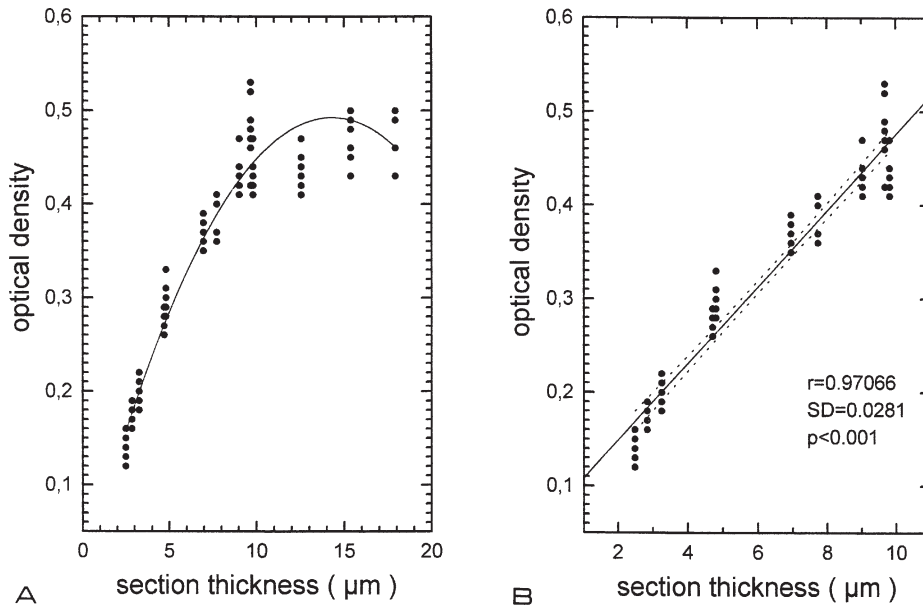 0,6
0,5
0,4
0,3
0,2
0,1
optical density
0 5 10 15 20
section thickness ( µm )
A
0,6
0,5
0,4
0,3
0,2
0,1
optical density
r=0.97066
SD=0.0281
p<0.001
2 4 6 8 10
section thickness ( µm )
B